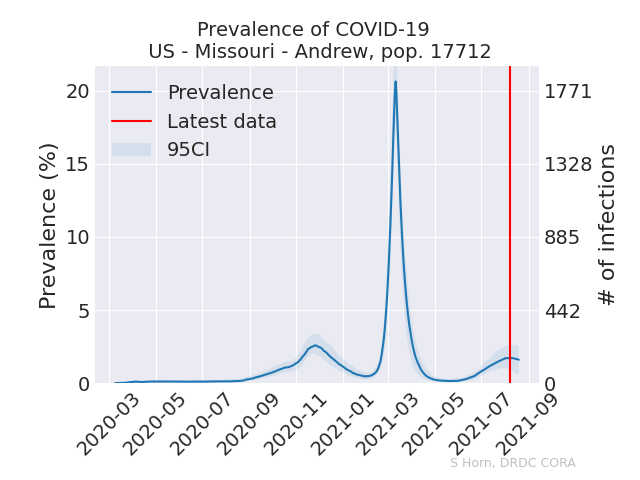 Prevalence of COVID-19
US - Missouri - Andrew, pop. 17712
Prevalence
Latest data
95CI
Prevalence (%)
20
15
10
5
0
# of infections
1771
1328
885
442
0
2020-03
2020-05
2020-07
2020-09
2020-11
2021-01
2021-03
2021-05
2021-07
2021-09
S Horn, DRDC CORA